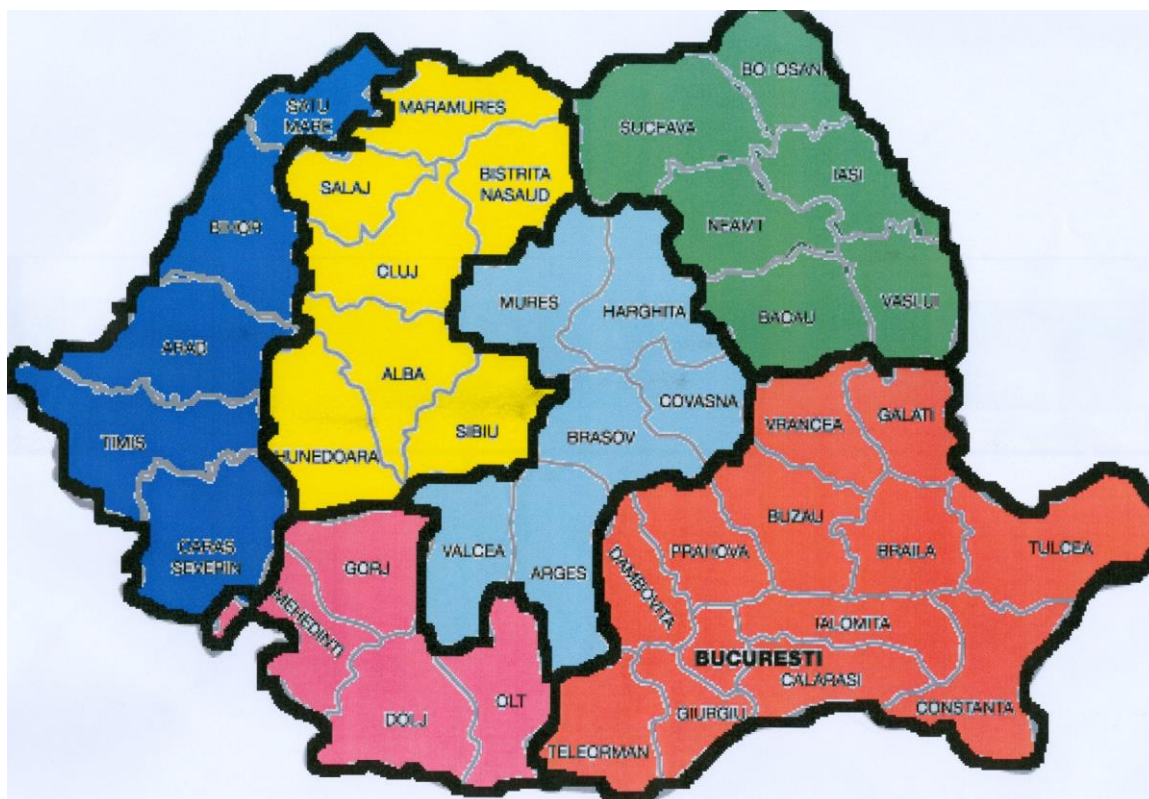 BOTOSANI
SATU
MARE
MARAMURES
SUCEAVA
SALAJ
BISTRITA
NASAUD
IASI
BIHOR
NEAMT
CLUJ
MURES
HARGHITA
BACAU
VASLUI
ARAD
ALBA
COVASNA
TIMIS
SIBIU
BRASOV
VRANCEA
GALATI
HUNEDOARA
BUZAU
VALCEA
PRAHOVA
BRAILA
TULCEA
CARAS
SEVERIN
GORJ
ARGES
DAMBOVITA
MEHEDINTI
IALOMITA
BUCURESTI
CALARASI
OLT
DOLJ
GIURGIU
CONSTANTA
TELEORMAN